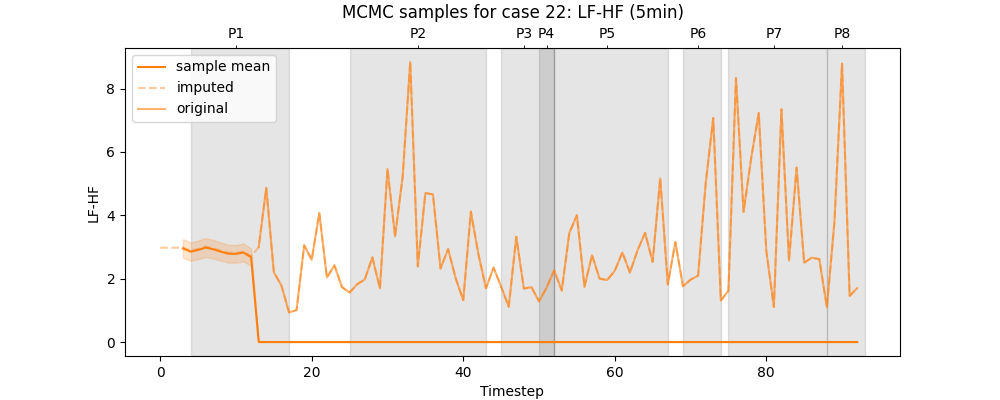 MCMC samples for case 22: LF-HF (5min)
P1 P2 P3 P4 P5 P6 P7 P8
sample mean
imputed
original
8
6
4
2
0
LF-HF
0 20 40 60 80
Timestep